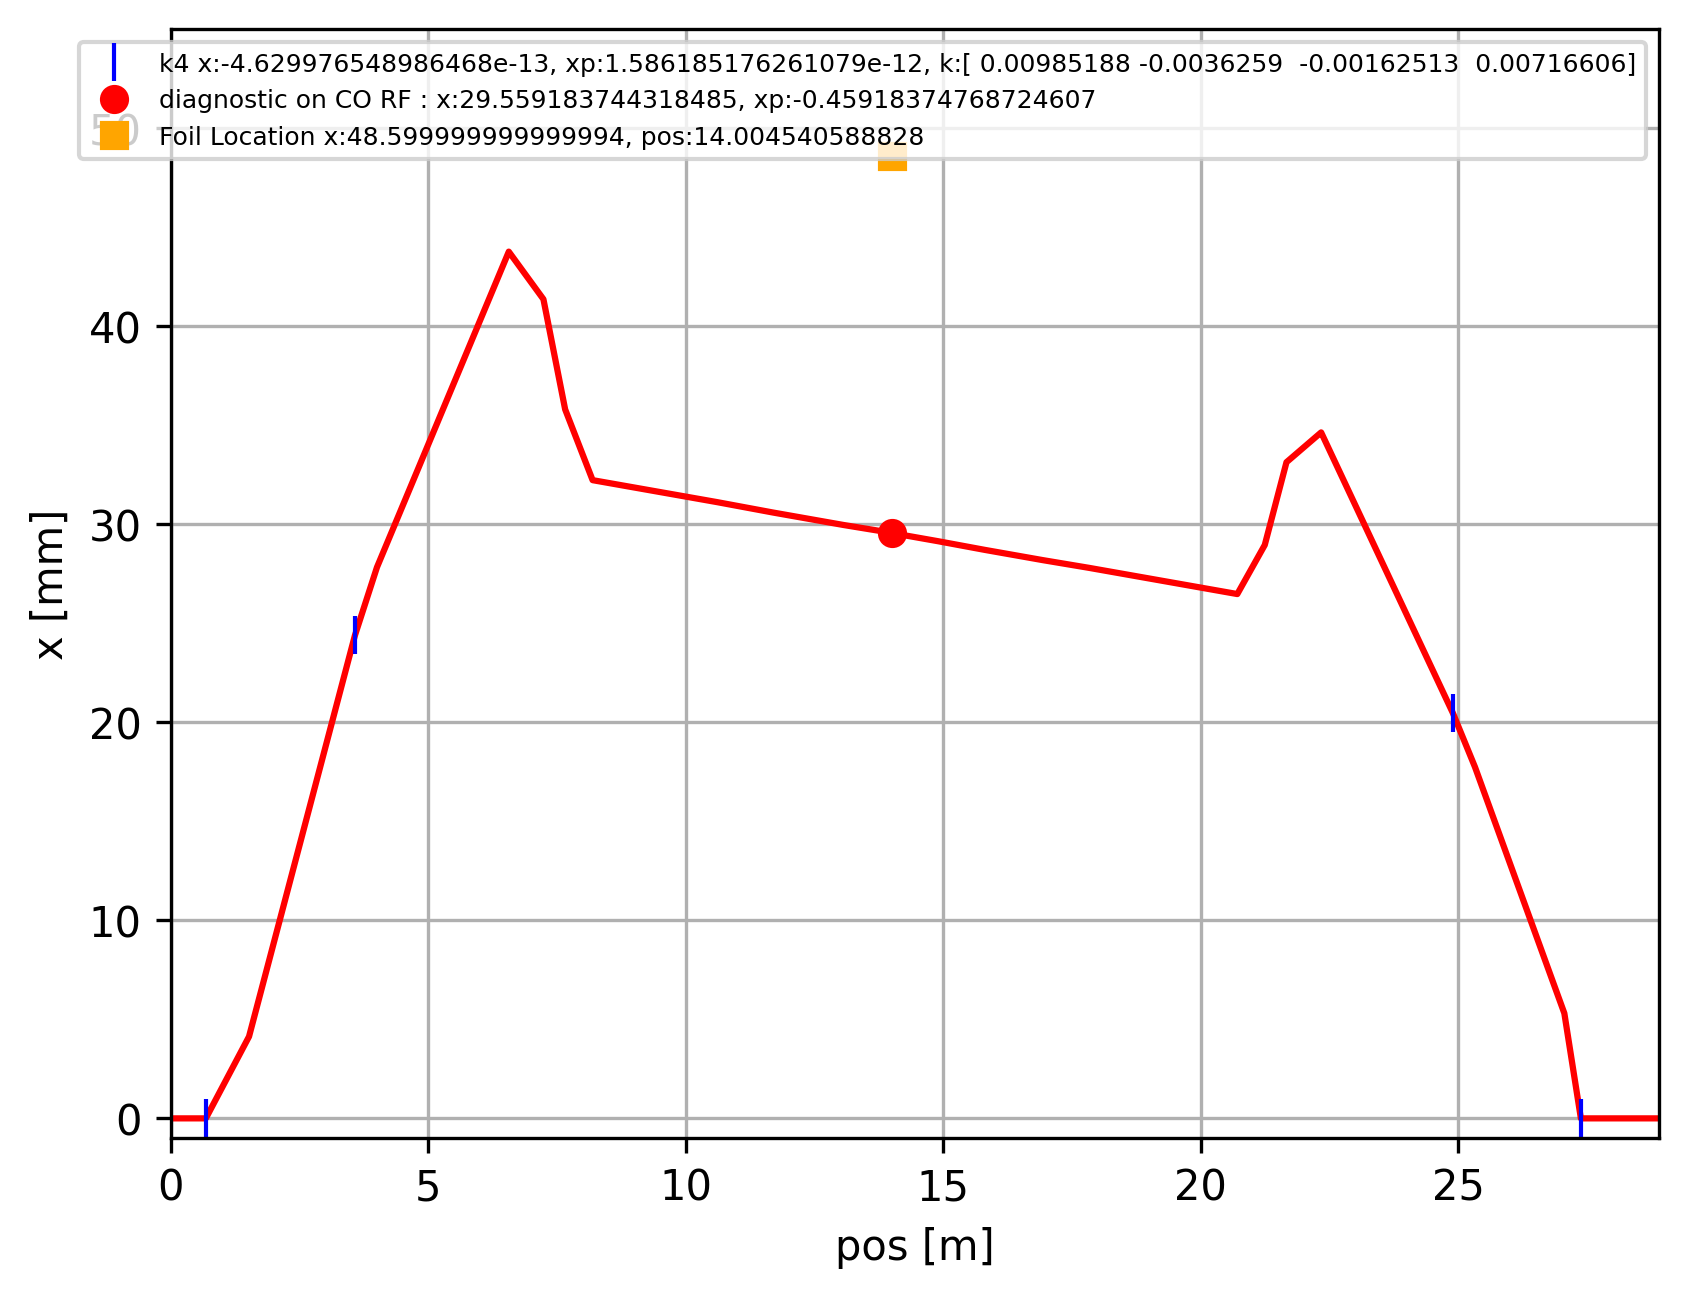 k4 x:-4.629976548986468e-13, xp:1.586185176261079e-12, k:[ 0.00985188 -0.0036259  -0.00162513  0.00716606]
diagnostic on CO RF : x:29.559183744318485, xp:-0.45918374768724607
Foil Location x:48.599999999999994, pos:14.004540588828
50
40
30
20
10
0
x [mm]
0 5 10 15 20 25
pos [m]